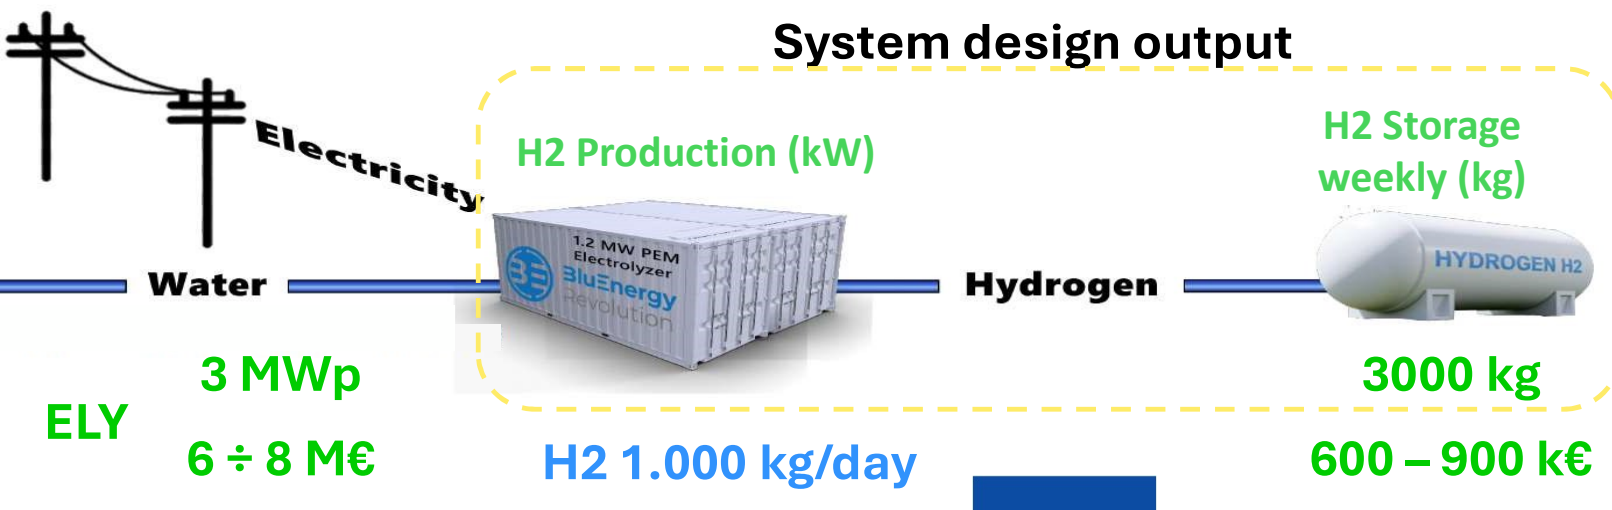 System design output
Electricity
H2 Production (kW)
H2 Storage
weekly (kg)
1.2 MW PEM
Electrolyzer
BE
BluEnergy
Revolution
Water
Hydrogen
HYDROGEN H2
3 MWp
3000 kg
ELY
6 ÷ 8 M€
H2 1.000 kg/day
600 – 900 k€